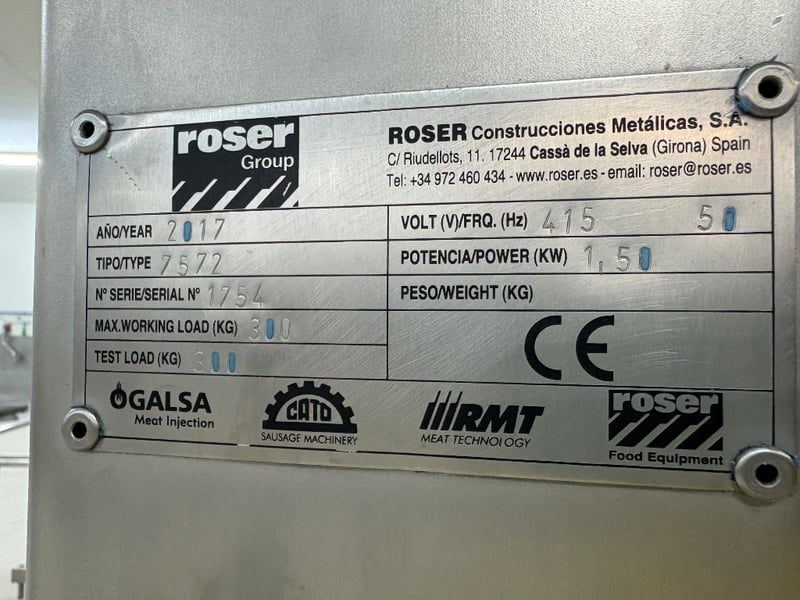 roser
Group
ROSER Construcciones Metálicas, S.A.
C/ Riudellots, 11. 17244 Cassà de la Selva (Girona) Spain
Tel: +34 972 460 434 - www.roser.es - email: roser@roser.es
AÑO/YEAR 2017
TIPO/TYPE 7572
Nº SERIE/SERIAL Nº 1754
MAX.WORKING LOAD (KG) 300
TEST LOAD (KG) 300
VOLT (V)/FRQ. (Hz) 415 50
POTENCIA/POWER (KW) 1,50
PESO/WEIGHT (KG)
CE
OGALSA
Meat Injection
CATO
SAUSAGE MACHINERY
RMT
MEAT TECHNOLOGY
roser
Food Equipment